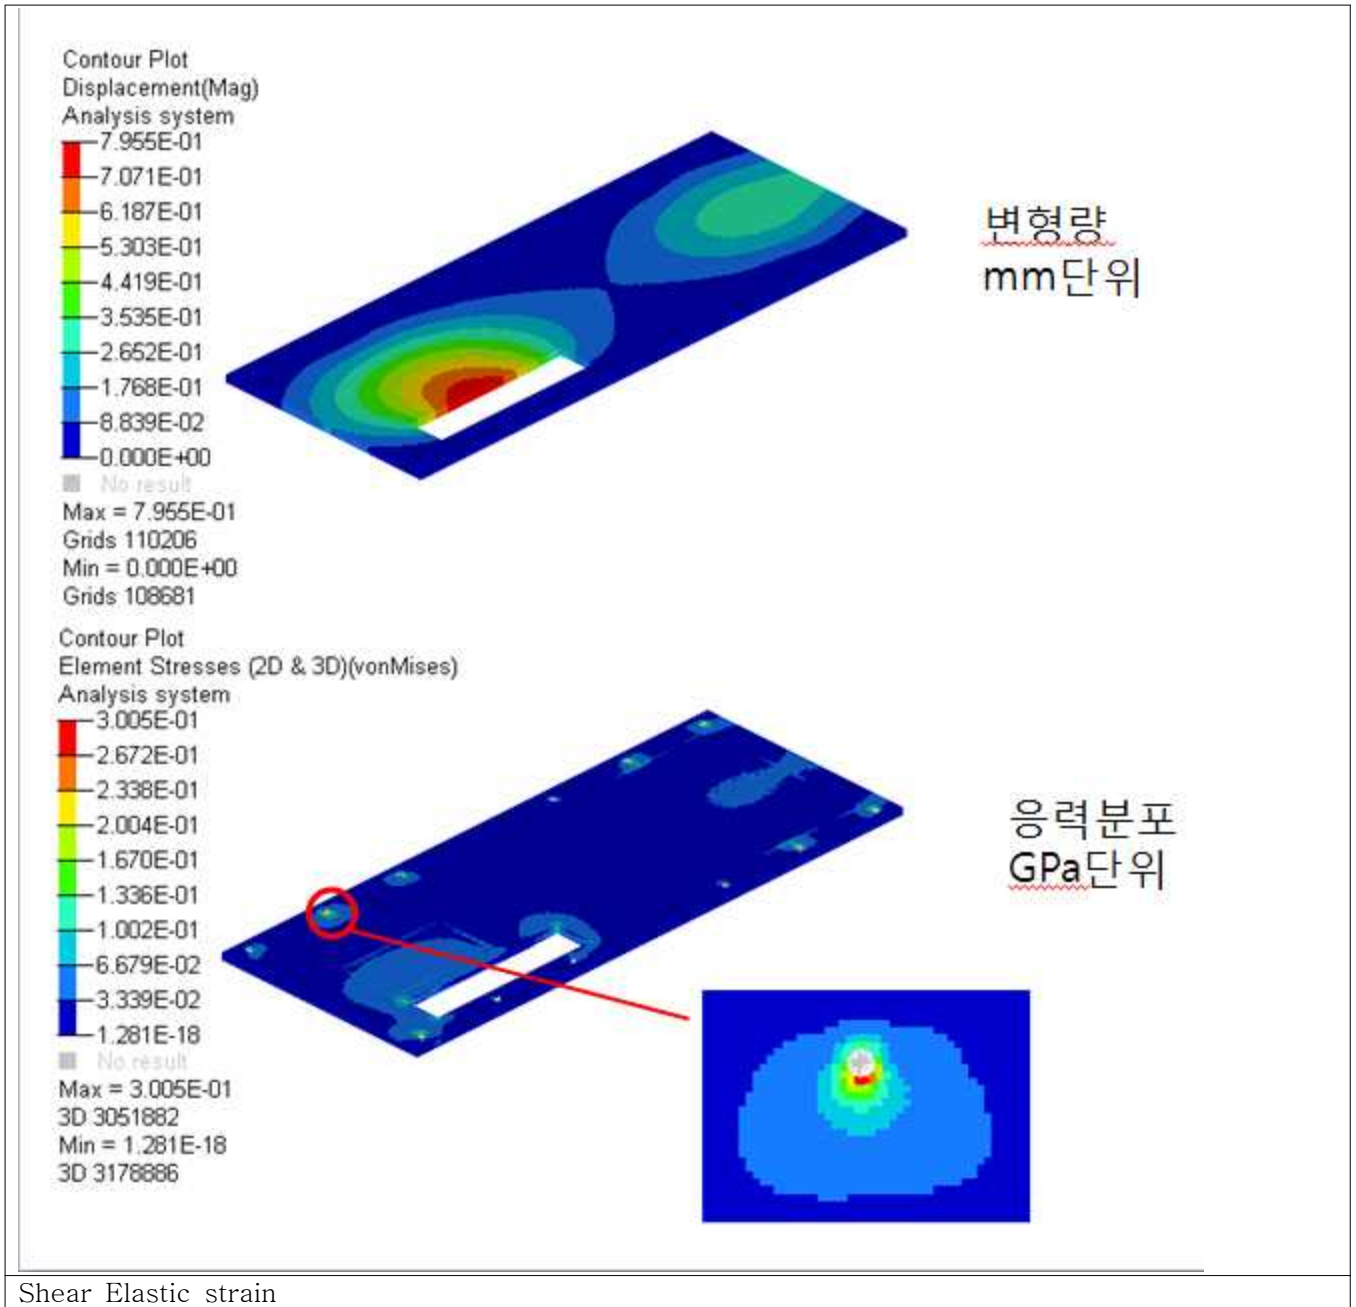 Contour Plot
Displacement(Mag)
Analysis system
7.955E-01
7.071E-01
6.187E-01
5.303E-01
4.419E-01
3.535E-01
2.652E-01
1.768E-01
8.839E-02
0.000E+00
No result
Max = 7.955E-01
Grids 110206
Min = 0.000E+00
Grids 108681
변형량
mm단위
Contour Plot
Element Stresses (2D & 3D)(vonMises)
Analysis system
3.005E-01
2.672E-01
2.338E-01
2.004E-01
1.670E-01
1.336E-01
1.002E-01
6.679E-02
3.339E-02
1.281E-18
No result
Max = 3.005E-01
3D 3051882
Min = 1.281E-18
3D 3178886
응력분포
GPa단위
Shear Elastic strain